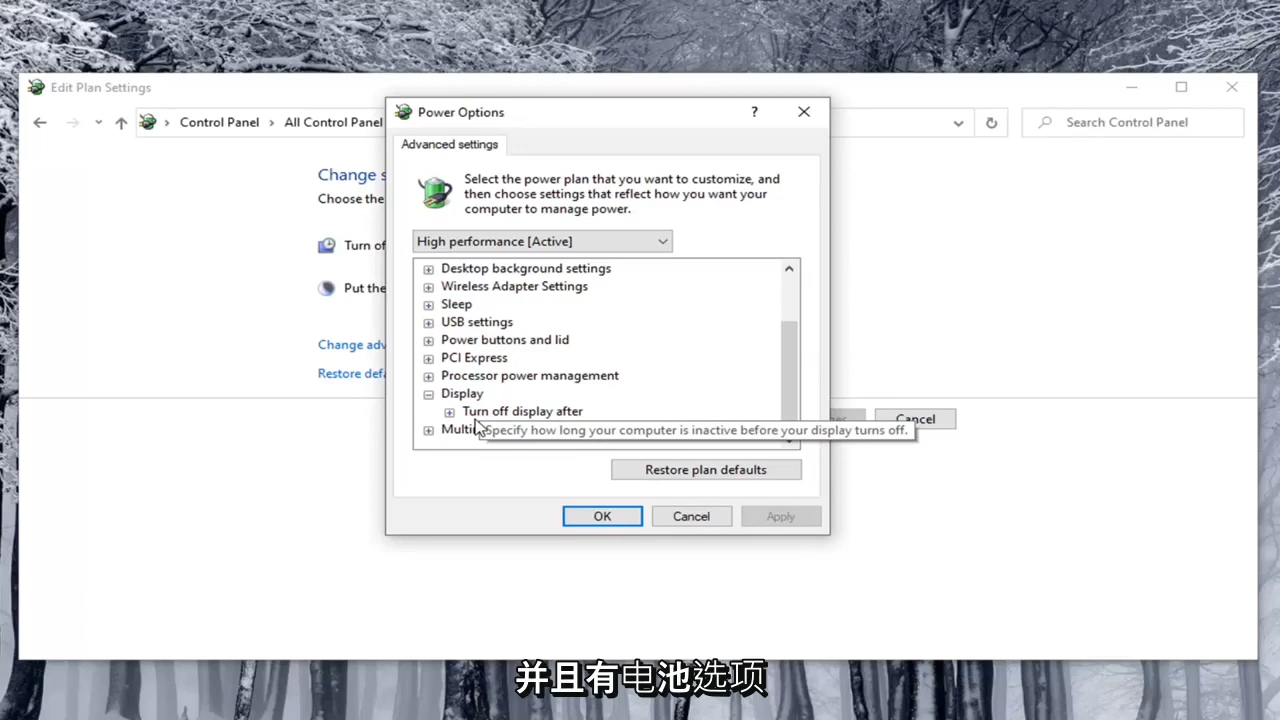 Edit Plan Settings
Control Panel
All Control Panel
Search Control Panel
Change s
Choose the
Turn of
Put the
Change adv
Restore defa
Cancel
Power Options
?
Advanced settings
Select the power plan that you want to customize, and
then choose settings that reflect how you want your
computer to manage power.
High performance [Active]
Desktop background settings
Wireless Adapter Settings
Sleep
USB settings
Power buttons and lid
PCI Express
Processor power management
Display
Turn off display after
Multi
Specify how long your computer is inactive before your display turns off.
Restore plan defaults
OK
Cancel
Apply
并且有电池选项